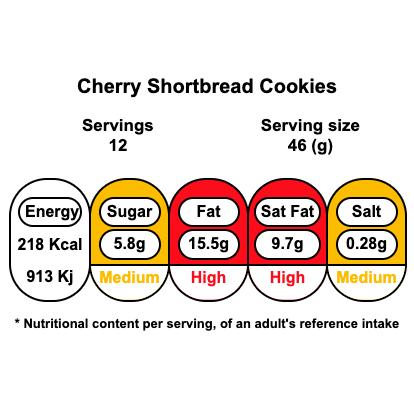 Cherry Shortbread Cookies
Servings Serving size
12 46 (g)
Energy Sugar Fat Sat Fat Salt
218 Kcal 5.8g 15.5g 9.7g 0.28g
913 Kj Medium High High Medium
* Nutritional content per serving, of an adult's reference intake